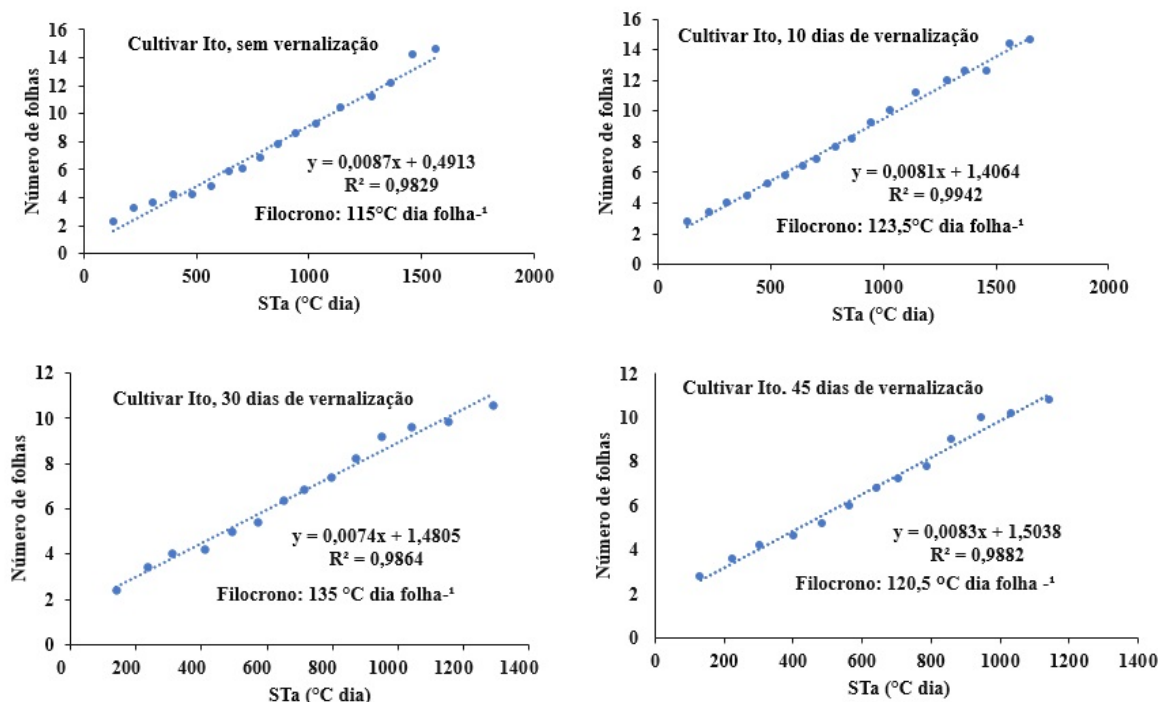 Cultivar Ito, sem vernalização
Número de folhas
16
14
12
10
8
6
4
2
0
y = 0,0087x + 0,4913
R² = 0,9829
Filocrono: 115°C dia folha-¹
0 500 1000 1500 2000
STa (°C dia)
Cultivar Ito, 10 dias de vernalização
Número de folhas
16
14
12
10
8
6
4
2
0
y = 0,0081x + 1,4064
R² = 0,9942
Filocrono: 123,5°C dia folha-¹
0 500 1000 1500 2000
STa (°C dia)
Cultivar Ito, 30 dias de vernalização
Número de folhas
12
10
8
6
4
2
0
y = 0,0074x + 1,4805
R² = 0,9864
Filocrono: 135 °C dia folha-¹
0 200 400 600 800 1000 1200 1400
STa (°C dia)
Cultivar Ito. 45 dias de vernalizacão
Número de folhas
12
10
8
6
4
2
0
y = 0,0083x + 1,5038
R² = 0,9882
Filocrono: 120,5 °C dia folha -¹
0 200 400 600 800 1000 1200 1400
STa (°C dia)